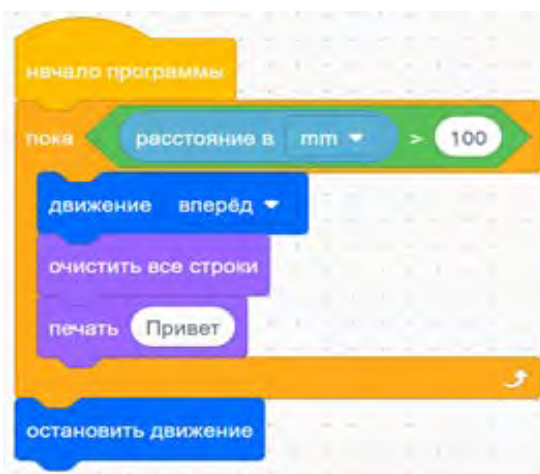 начало программы
пока расстояние в mm > 100
движение вперёд
очистить все строки
печать Привет
остановить движение